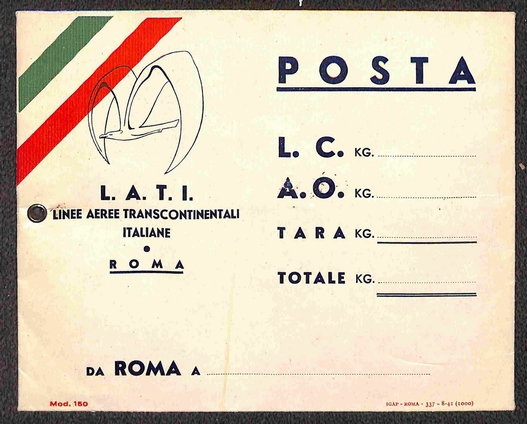 POSTA
L. C. KG.
A. O. KG.
TARA KG.
TOTALE KG.
L. A. T. I.
LINEE AEREE TRANSCONTINENTALI
ITALIANE
ROMA
DA ROMA A
Mod. 150
IGAP - ROMA - 337 - 8-41 (1000)